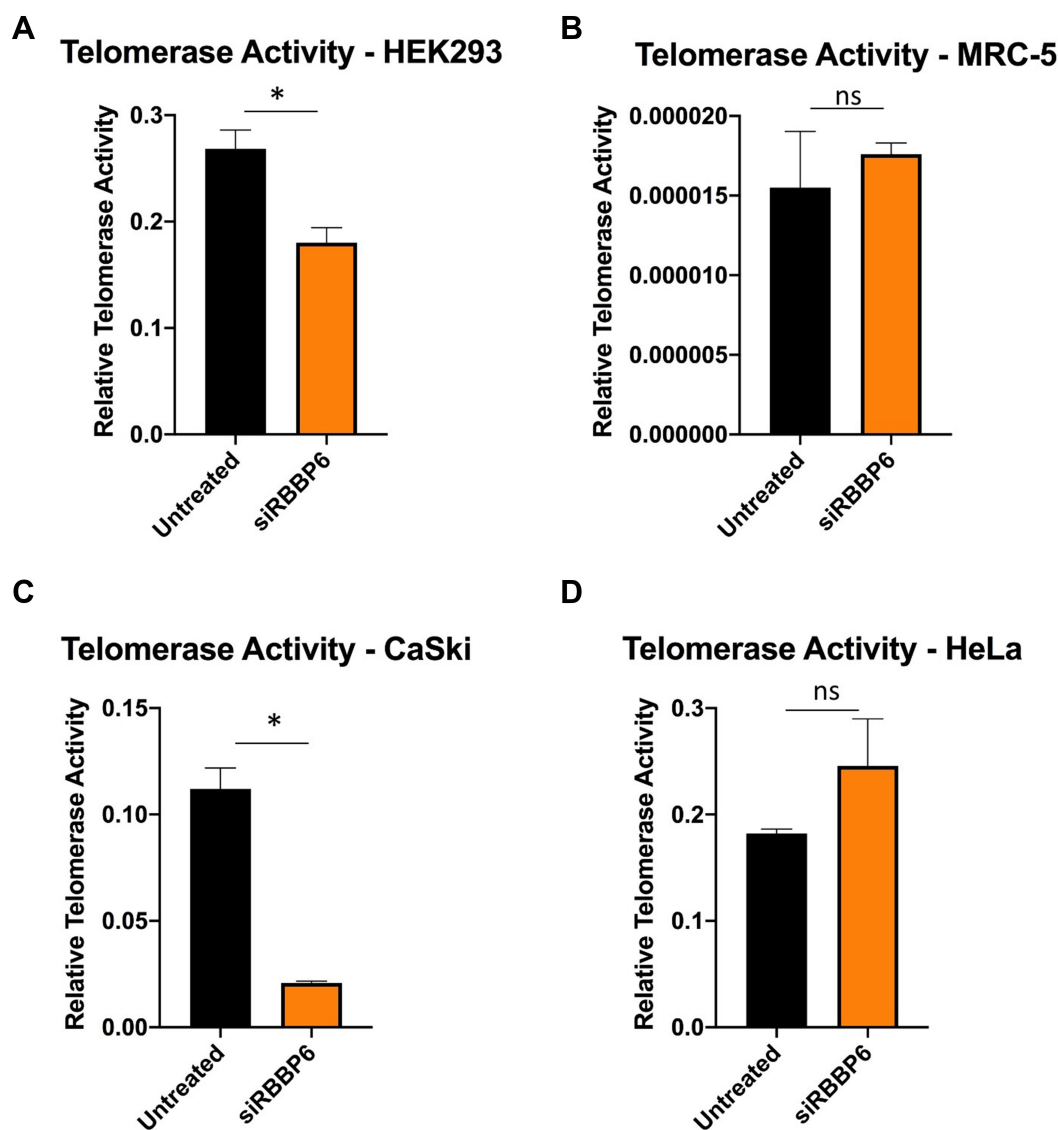 A
Telomerase Activity - HEK293
*
Relative Telomerase Activity
0.3
0.2
0.1
0.0
Untreated
siRBBP6
B
Telomerase Activity - MRC-5
ns
Relative Telomerase Activity
0.000020
0.000015
0.000010
0.000005
0.000000
Untreated
siRBBP6
C
Telomerase Activity - CaSki
*
Relative Telomerase Activity
0.15
0.10
0.05
0.00
Untreated
siRBBP6
D
Telomerase Activity - HeLa
ns
Relative Telomerase Activity
0.3
0.2
0.1
0.0
Untreated
siRBBP6